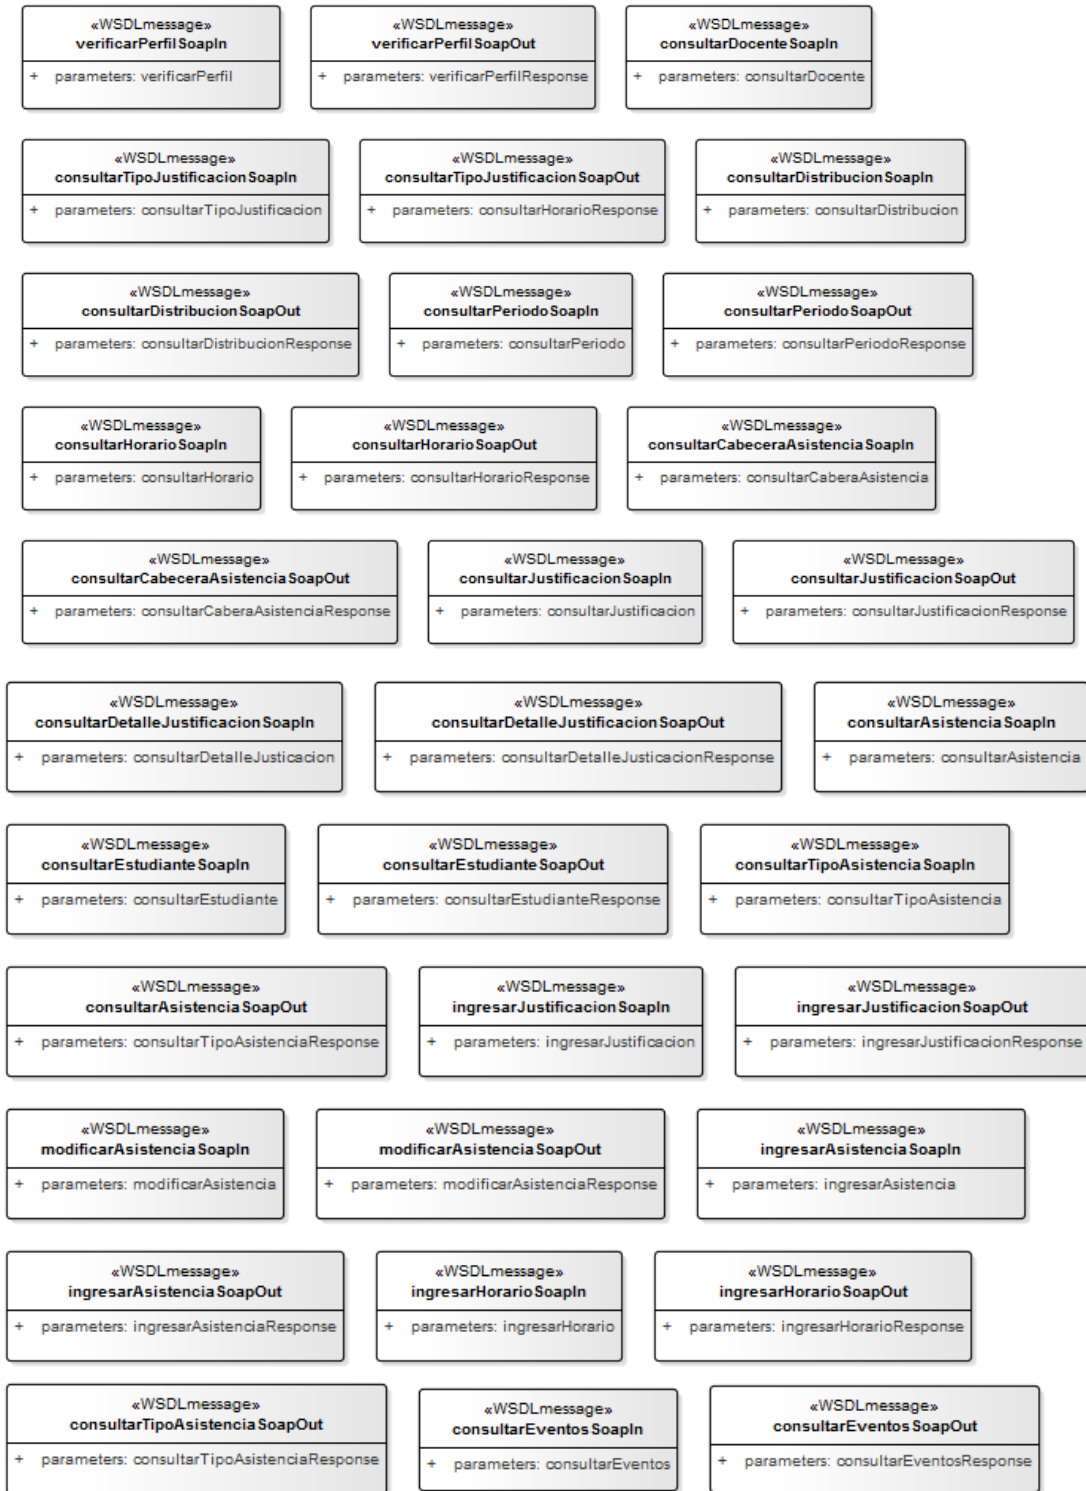 «WSDLmessage»
verificarPerfilSoapIn
+ parameters: verificarPerfil
«WSDLmessage»
verificarPerfilSoapOut
+ parameters: verificarPerfilResponse
«WSDLmessage»
consultarDocenteSoapIn
+ parameters: consultarDocente
«WSDLmessage»
consultarTipoJustificacionSoapIn
+ parameters: consultarTipoJustificacion
«WSDLmessage»
consultarTipoJustificacionSoapOut
+ parameters: consultarHorarioResponse
«WSDLmessage»
consultarDistribucionSoapIn
+ parameters: consultarDistribucion
«WSDLmessage»
consultarDistribucionSoapOut
+ parameters: consultarDistribucionResponse
«WSDLmessage»
consultarPeriodoSoapIn
+ parameters: consultarPeriodo
«WSDLmessage»
consultarPeriodoSoapOut
+ parameters: consultarPeriodoResponse
«WSDLmessage»
consultarHorarioSoapIn
+ parameters: consultarHorario
«WSDLmessage»
consultarHorarioSoapOut
+ parameters: consultarHorarioResponse
«WSDLmessage»
consultarCabeceraAsistenciaSoapIn
+ parameters: consultarCaberaAsistencia
«WSDLmessage»
consultarCabeceraAsistenciaSoapOut
+ parameters: consultarCaberaAsistenciaResponse
«WSDLmessage»
consultarJustificacionSoapIn
+ parameters: consultarJustificacion
«WSDLmessage»
consultarJustificacionSoapOut
+ parameters: consultarJustificacionResponse
«WSDLmessage»
consultarDetalleJustificacionSoapIn
+ parameters: consultarDetalleJusticacion
«WSDLmessage»
consultarDetalleJustificacionSoapOut
+ parameters: consultarDetalleJusticacionResponse
«WSDLmessage»
consultarAsistenciaSoapIn
+ parameters: consultarAsistencia
«WSDLmessage»
consultarEstudianteSoapIn
+ parameters: consultarEstudiante
«WSDLmessage»
consultarEstudianteSoapOut
+ parameters: consultarEstudianteResponse
«WSDLmessage»
consultarTipoAsistenciaSoapIn
+ parameters: consultarTipoAsistencia
«WSDLmessage»
consultarAsistenciaSoapOut
+ parameters: consultarTipoAsistenciaResponse
«WSDLmessage»
ingresarJustificacionSoapIn
+ parameters: ingresarJustificacion
«WSDLmessage»
ingresarJustificacionSoapOut
+ parameters: ingresarJustificacionResponse
«WSDLmessage»
modificarAsistenciaSoapIn
+ parameters: modificarAsistencia
«WSDLmessage»
modificarAsistenciaSoapOut
+ parameters: modificarAsistenciaResponse
«WSDLmessage»
ingresarAsistenciaSoapIn
+ parameters: ingresarAsistencia
«WSDLmessage»
ingresarAsistenciaSoapOut
+ parameters: ingresarAsistenciaResponse
«WSDLmessage»
ingresarHorarioSoapIn
+ parameters: ingresarHorario
«WSDLmessage»
ingresarHorarioSoapOut
+ parameters: ingresarHorarioResponse
«WSDLmessage»
consultarTipoAsistenciaSoapOut
+ parameters: consultarTipoAsistenciaResponse
«WSDLmessage»
consultarEventosSoapIn
+ parameters: consultarEventos
«WSDLmessage»
consultarEventosSoapOut
+ parameters: consultarEventosResponse